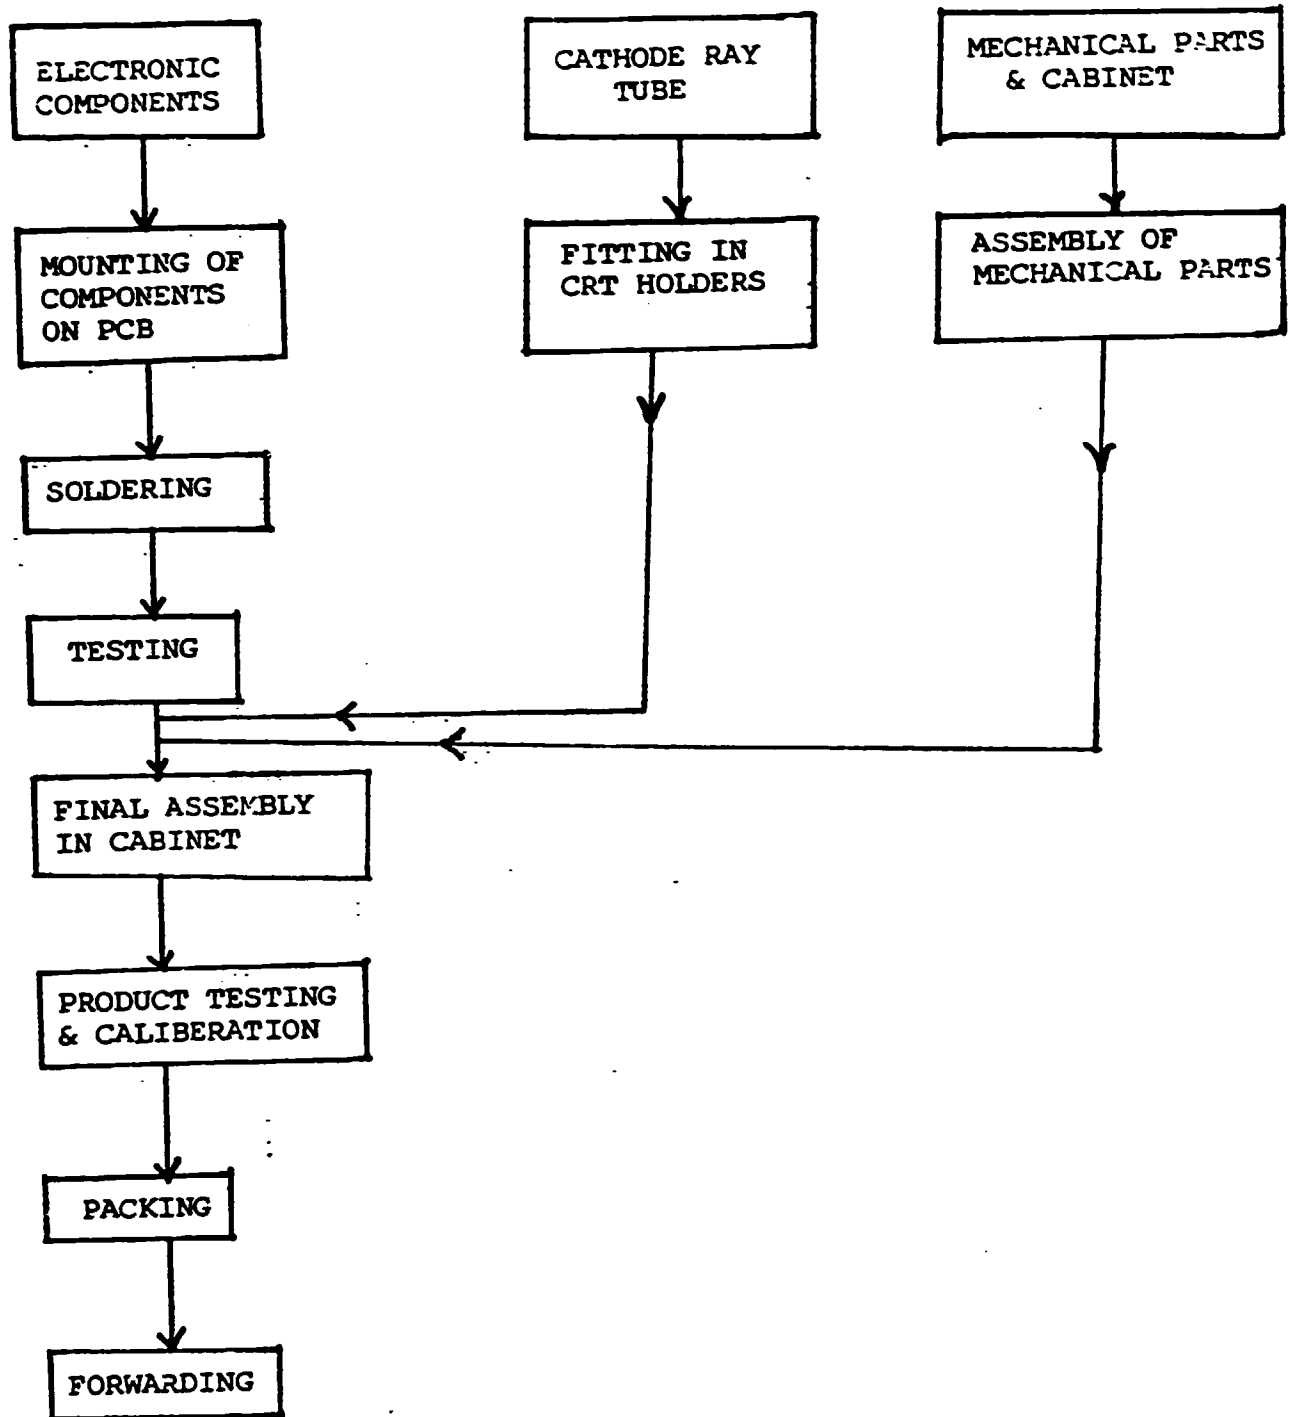 ELECTRONIC
COMPONENTS
CATHODE RAY
TUBE
MECHANICAL PARTS
& CABINET
MOUNTING OF
COMPONENTS
ON PCB
FITTING IN
CRT HOLDERS
ASSEMBLY OF
MECHANICAL PARTS
SOLDERING
TESTING
FINAL ASSEMBLY
IN CABINET
PRODUCT TESTING
& CALIBERATION
PACKING
FORWARDING